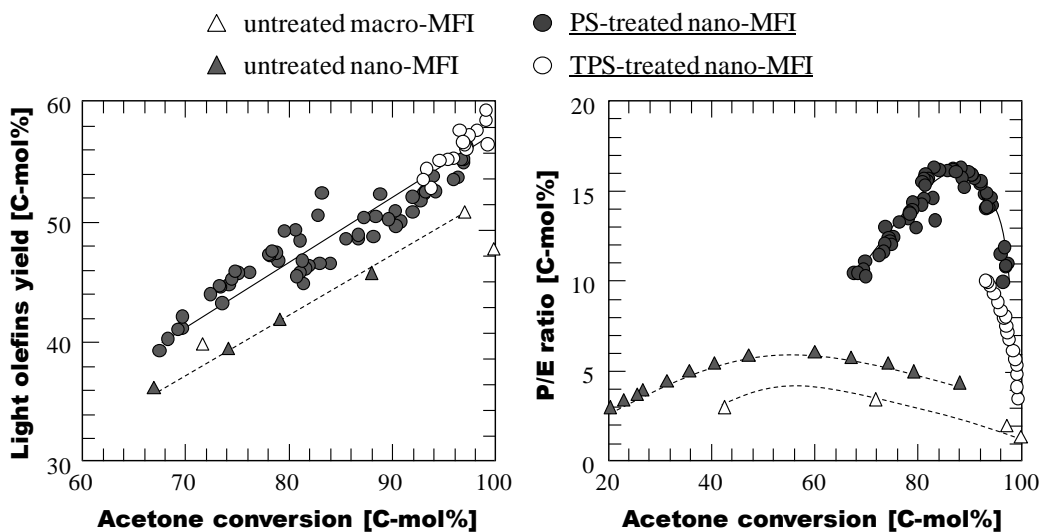 untreated macro-MFI
PS-treated nano-MFI
untreated nano-MFI
TPS-treated nano-MFI
Light olefins yield [C-mol%]
60
50
40
30
60
70
80
90
100
Acetone conversion [C-mol%]
P/E ratio [C-mol%]
20
15
10
5
0
20
40
60
80
100
Acetone conversion [C-mol%]